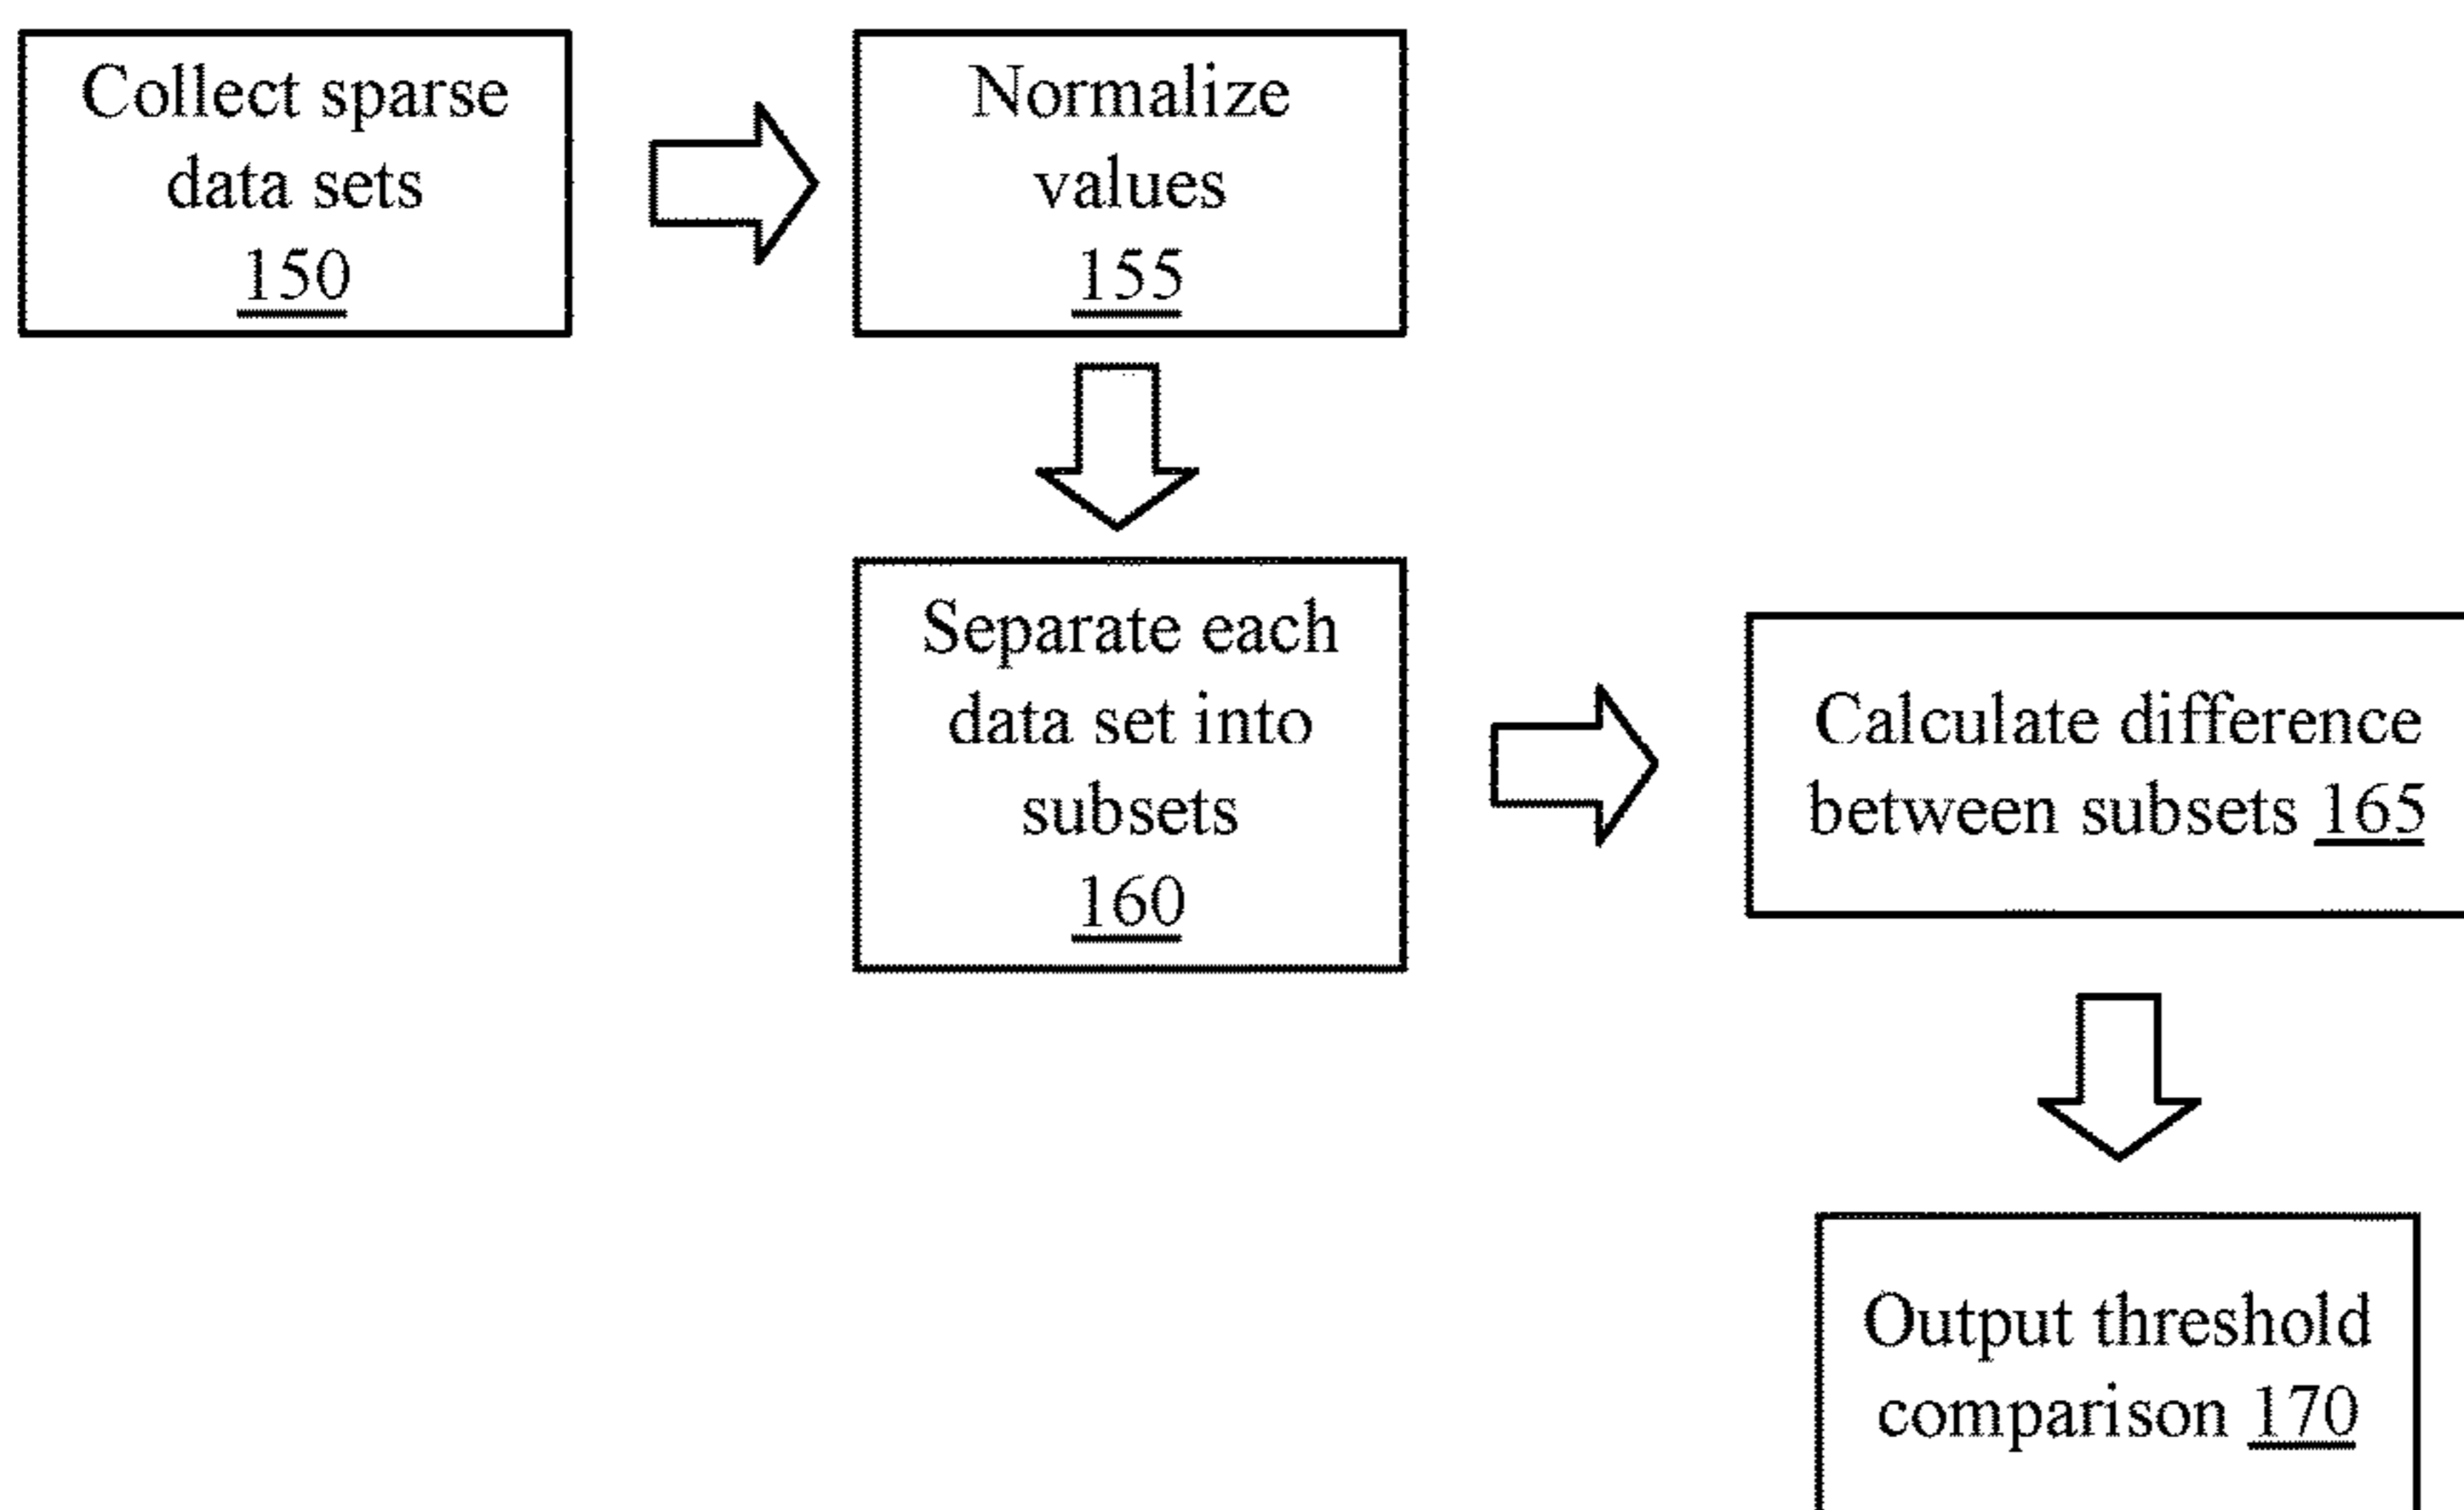 Collect sparse
data sets
150
Normalize
values
155
Separate each
data set into
subsets
160
Calculate difference
between subsets 165
Output threshold
comparison 170